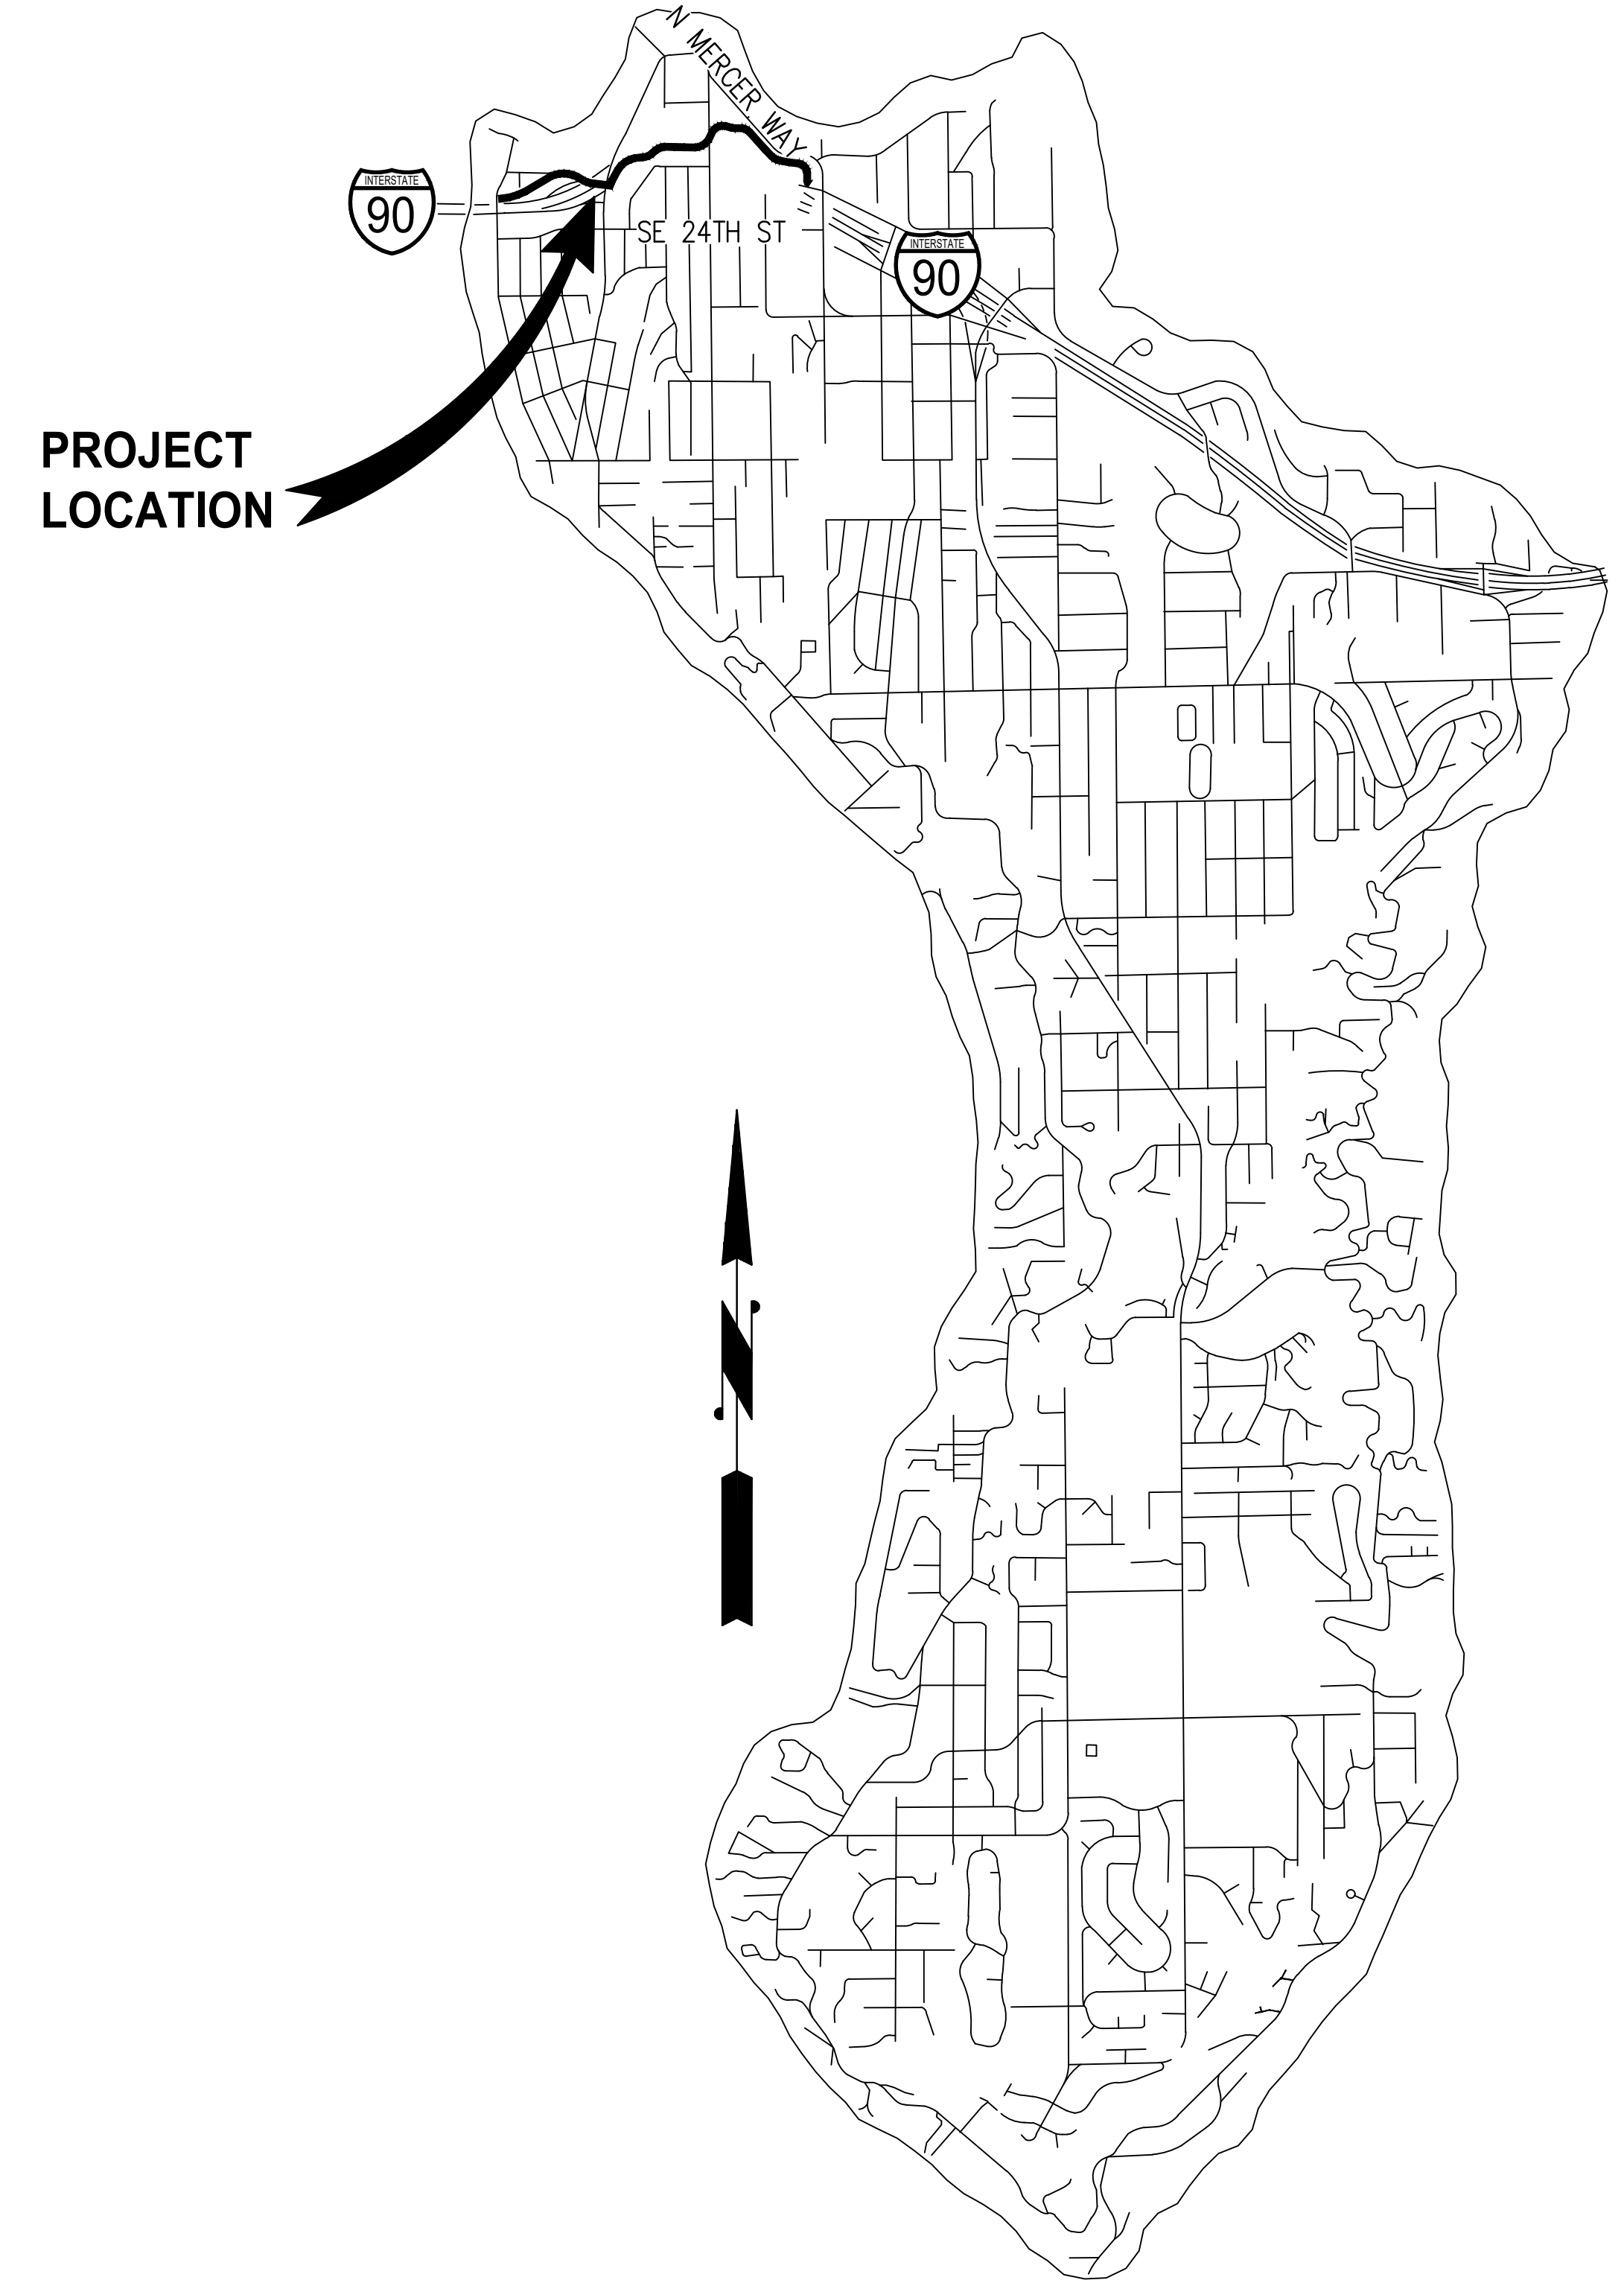 N MERCER WAY
INTERSTATE
90
SE 24TH ST
INTERSTATE
90
PROJECT
LOCATION
N